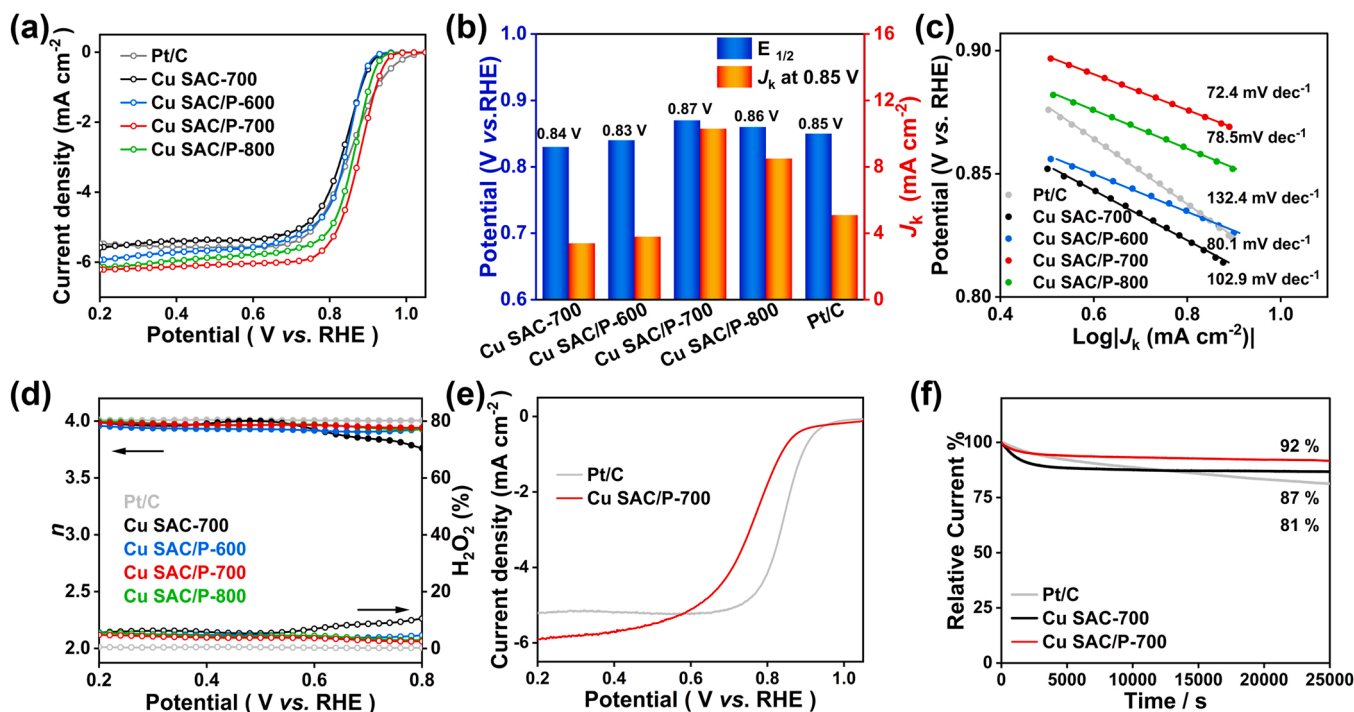 (a)
Pt/C
Cu SAC-700
Cu SAC/P-600
Cu SAC/P-700
Cu SAC/P-800
Current density (mA cm⁻²)
0
-2
-4
-6
0.2
0.4
0.6
0.8
1.0
Potential ( V vs. RHE )
(b)
E 1/2
Jk at 0.85 V
Potential (V vs.RHE)
1.0
0.9
0.8
0.7
0.6
0.84 V
0.83 V
0.87 V
0.86 V
0.85 V
16
12
8
4
0
Jk (mA cm⁻²)
Cu SAC-700
Cu SAC/P-600
Cu SAC/P-700
Cu SAC/P-800
Pt/C
(c)
Potential (V vs. RHE)
0.90
0.85
0.80
72.4 mV dec⁻¹
78.5mV dec⁻¹
132.4 mV dec⁻¹
80.1 mV dec⁻¹
102.9 mV dec⁻¹
Pt/C
Cu SAC-700
Cu SAC/P-600
Cu SAC/P-700
Cu SAC/P-800
0.4
0.6
0.8
1.0
Log|Jk (mA cm⁻²)|
(d)
n
4.0
3.5
3.0
2.5
2.0
Pt/C
Cu SAC-700
Cu SAC/P-600
Cu SAC/P-700
Cu SAC/P-800
80
60
40
20
0
H₂O₂ (%)
0.2
0.4
0.6
0.8
Potential ( V vs. RHE )
(e)
Current density (mA cm⁻²)
0
-2
-4
-6
Pt/C
Cu SAC/P-700
0.2
0.4
0.6
0.8
1.0
Potential ( V vs. RHE )
(f)
Relative Current %
100
75
50
25
0
92 %
87 %
81 %
Pt/C
Cu SAC-700
Cu SAC/P-700
0
5000
10000
15000
20000
25000
Time / s